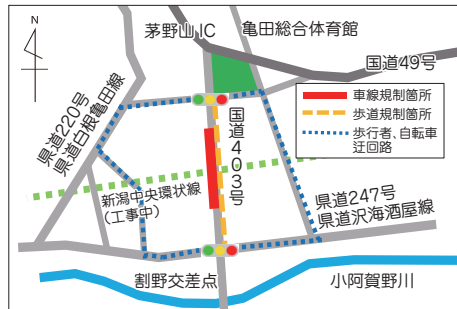 N
茅野山IC
亀田総合体育館
国道49号
車線規制箇所
歩道規制箇所
歩行者、自転車
迂回路
県道220号
県道白根亀田線
国道403号
新潟中央環状線
(工事中)
県道247号
県道沢海酒屋線
割野交差点
小阿賀野川